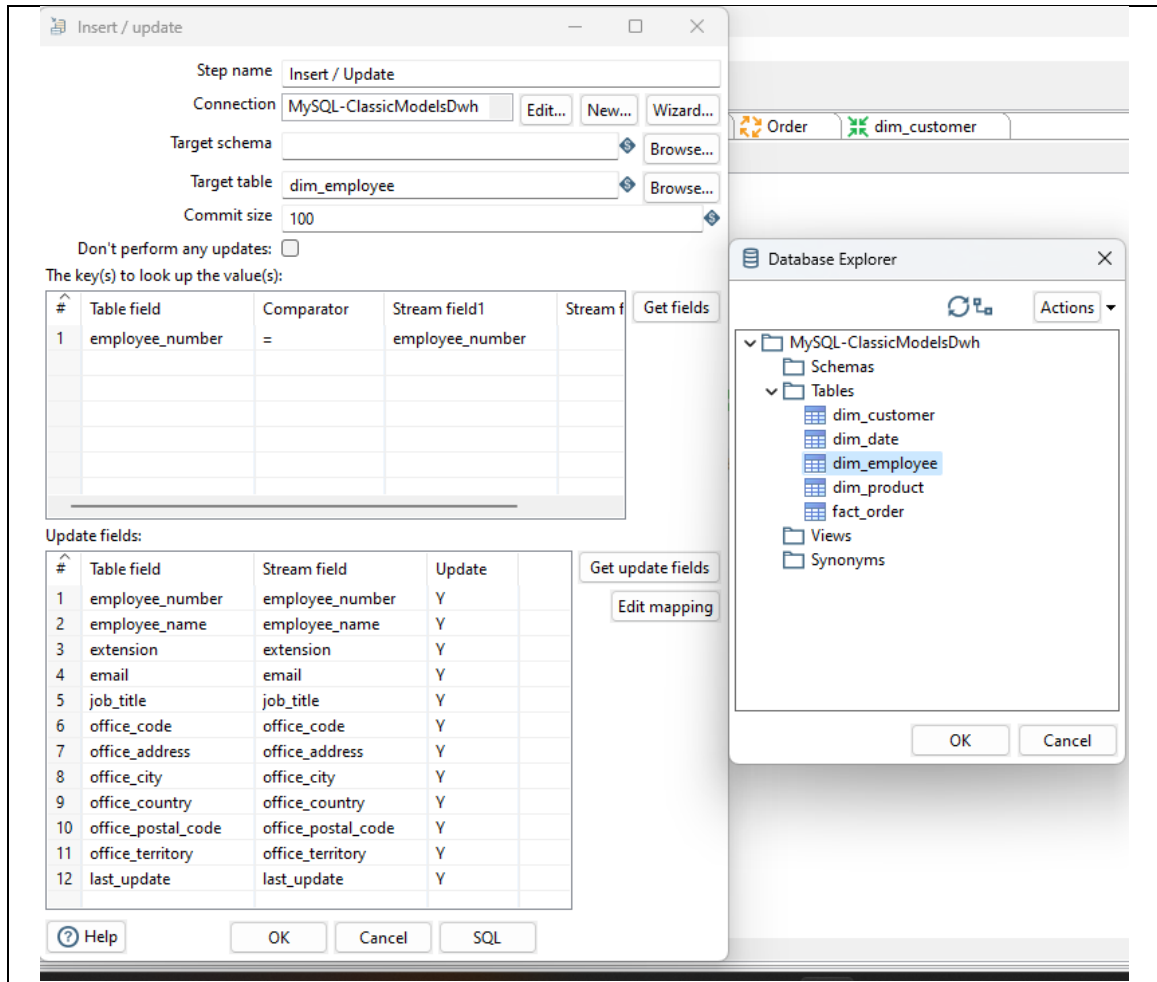 Insert / update
Step name Insert / Update
Connection MySQL-ClassicModelsDwh Edit... New... Wizard...
Target schema Browse...
Target table dim_employee Browse...
Commit size 100
Don't perform any updates:
The key(s) to look up the value(s):
# Table field Comparator Stream field1 Stream f Get fields
1 employee_number = employee_number
Update fields:
# Table field Stream field Update Get update fields
Edit mapping
1 employee_number employee_number Y
2 employee_name employee_name Y
3 extension extension Y
4 email email Y
5 job_title job_title Y
6 office_code office_code Y
7 office_address office_address Y
8 office_city office_city Y
9 office_country office_country Y
10 office_postal_code office_postal_code Y
11 office_territory office_territory Y
12 last_update last_update Y
Help OK Cancel SQL
Order dim_customer
Database Explorer
Actions
MySQL-ClassicModelsDwh
Schemas
Tables
dim_customer
dim_date
dim_employee
dim_product
fact_order
Views
Synonyms
OK Cancel